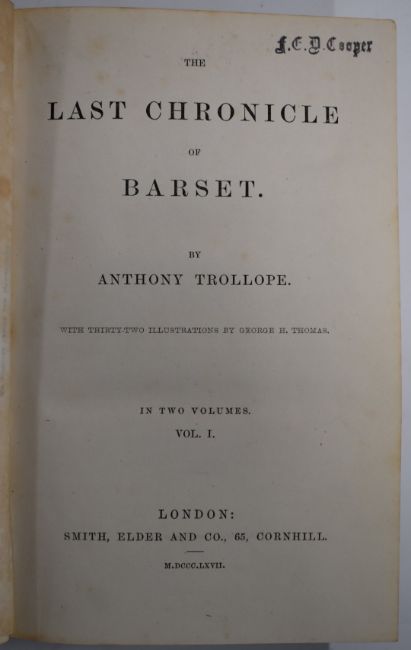 J.E.D. Cooper
THE
LAST CHRONICLE
OF
BARSET.
BY
ANTHONY TROLLOPE.
WITH THIRTY-TWO ILLUSTRATIONS BY GEORGE H. THOMAS.
IN TWO VOLUMES.
VOL. I.
LONDON:
SMITH, ELDER AND CO., 65, CORNHILL.
M.DCCC.LXVII.